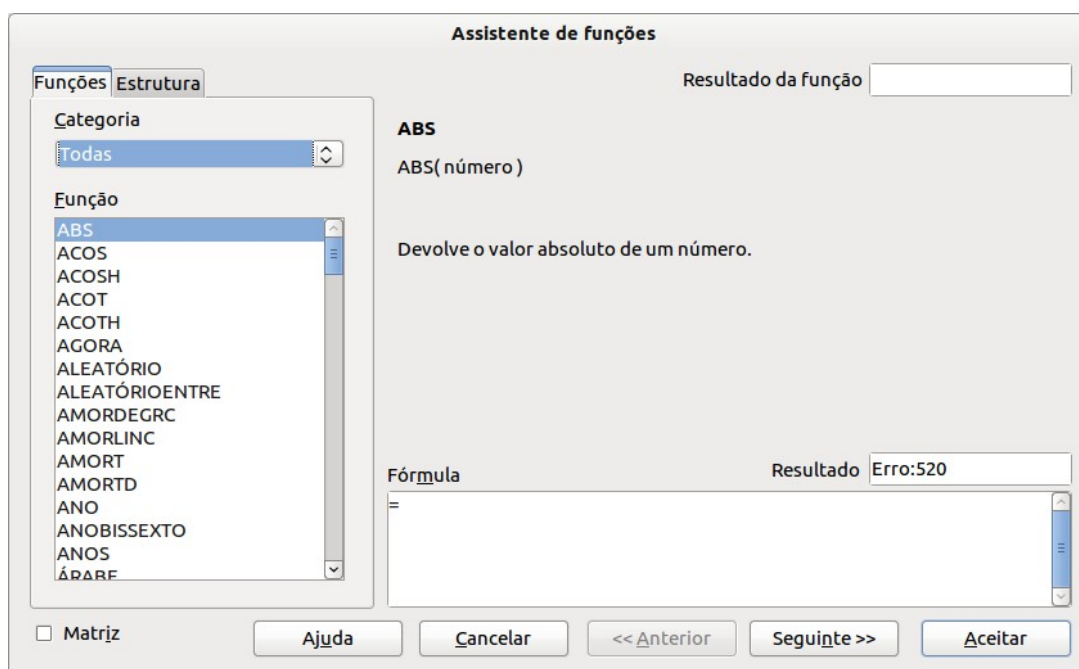 Assistente de funções
Funções Estrutura
Resultado da função
Categoria
Todas
Função
ABS
ACOS
ACOSH
ACOT
ACOTH
AGORA
ALEATÓRIO
ALEATÓRIOENTRE
AMORDEGRC
AMORLINC
AMORT
AMORTD
ANO
ANOBISSEXTO
ANOS
ÁRABE
ABS
ABS( número )
Devolve o valor absoluto de um número.
Fórmula
Resultado Erro:520
=
Matriz
Ajuda
Cancelar
<< Anterior
Seguinte >>
Aceitar